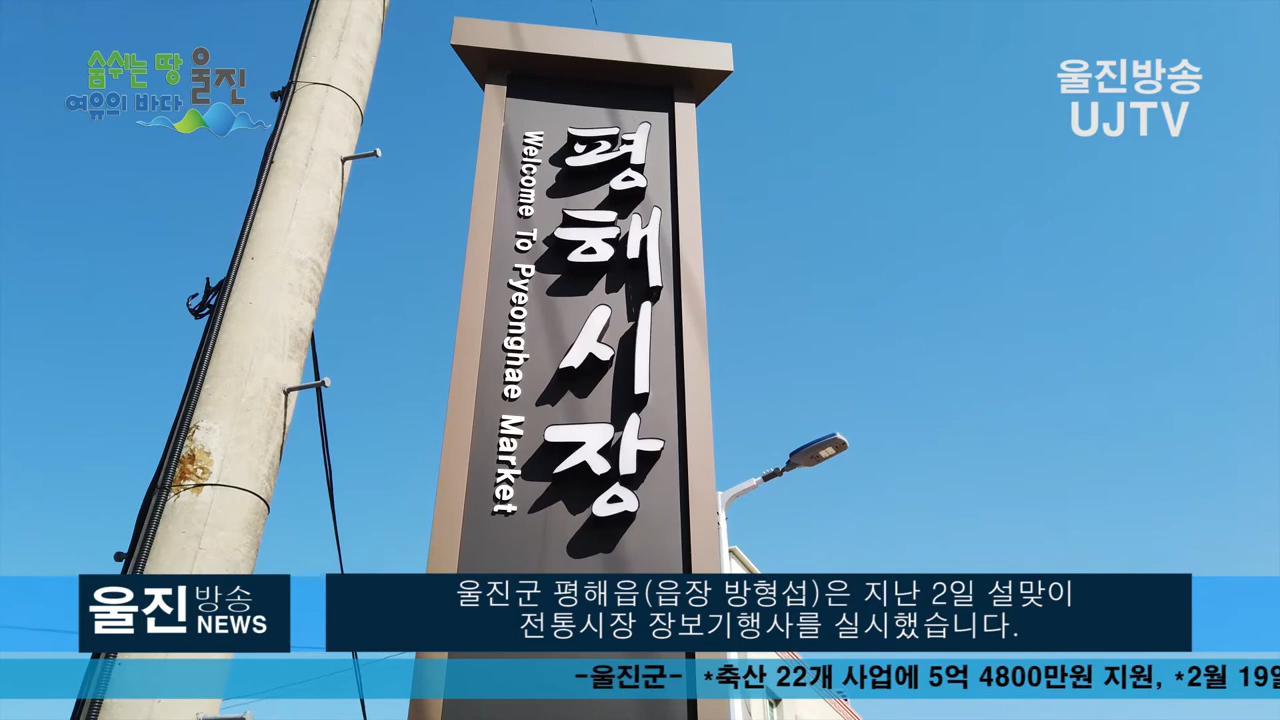 숨쉬는 땅 울진
여유의 바다
울진방송
UJTV
평해시장
Welcome To Pyeonghae Market
울진 방송
NEWS
울진군 평해읍(읍장 방형섭)은 지난 2일 설맞이
전통시장 장보기행사를 실시했습니다.
-울진군- *축산 22개 사업에 5억 4800만원 지원, *2월 19일